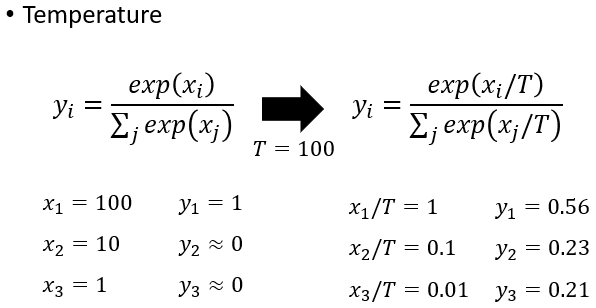 • Temperature
yᵢ = exp(xᵢ) / ∑ⱼ exp(xⱼ)
T = 100
yᵢ = exp(xᵢ/T) / ∑ⱼ exp(xⱼ/T)
x₁ = 100 y₁ = 1 x₁/T = 1 y₁ = 0.56
x₂ = 10 y₂ ≈ 0 x₂/T = 0.1 y₂ = 0.23
x₃ = 1 y₃ ≈ 0 x₃/T = 0.01 y₃ = 0.21